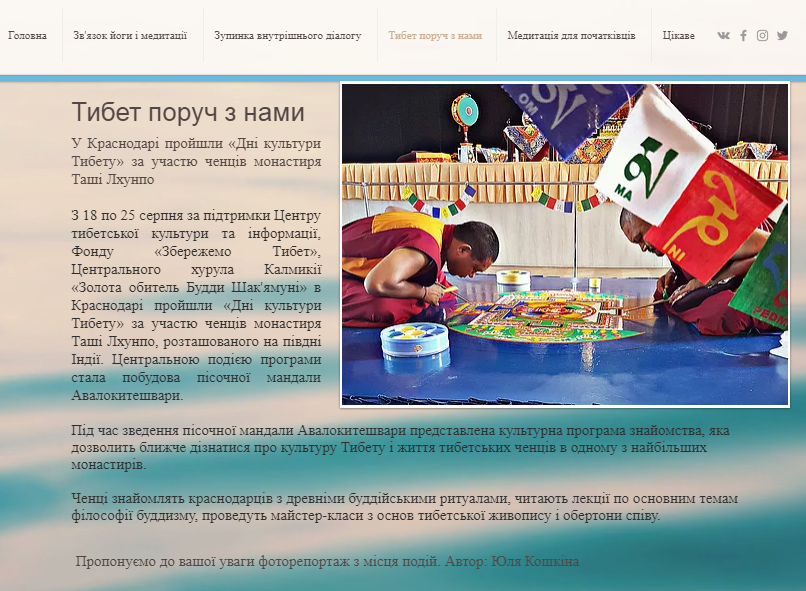 Головна Зв'язок йоги і медитації Зупинка внутрішнього діалогу Тибет поруч з нами Медитація для початківців Цікаве
Тибет поруч з нами
У Краснодарі пройшли «Дні культури
Тибету» за участю ченців монастиря
Таші Лхунпо
З 18 по 25 серпня за підтримки Центру
тибетської культури та інформації,
Фонду «Збережемо Тибет»,
Центрального хурула Калмикії
«Золота обитель Будди Шак'ямуні» в
Краснодарі пройшли «Дні культури
Тибету» за участю ченців монастиря
Таші Лхунпо, розташованого на півдні
Індії. Центральною подією програми
стала побудова пісочної мандали
Авалокитешвари.
OM
MA
NI
Під час зведення пісочної мандали Авалокитешвари представлена культурна програма знайомства, яка
дозволить ближче дізнатися про культуру Тибету і життя тибетських ченців в одному з найбільших
монастирів.
Ченці знайомлять краснодарців з древніми буддійськими ритуалами, читають лекції по основним темам
філософії буддизму, проведуть майстер-класи з основ тибетської живопису і обертони співу.
Пропонуємо до вашої уваги фоторепортаж з місця подій. Автор: Юля Кошкіна